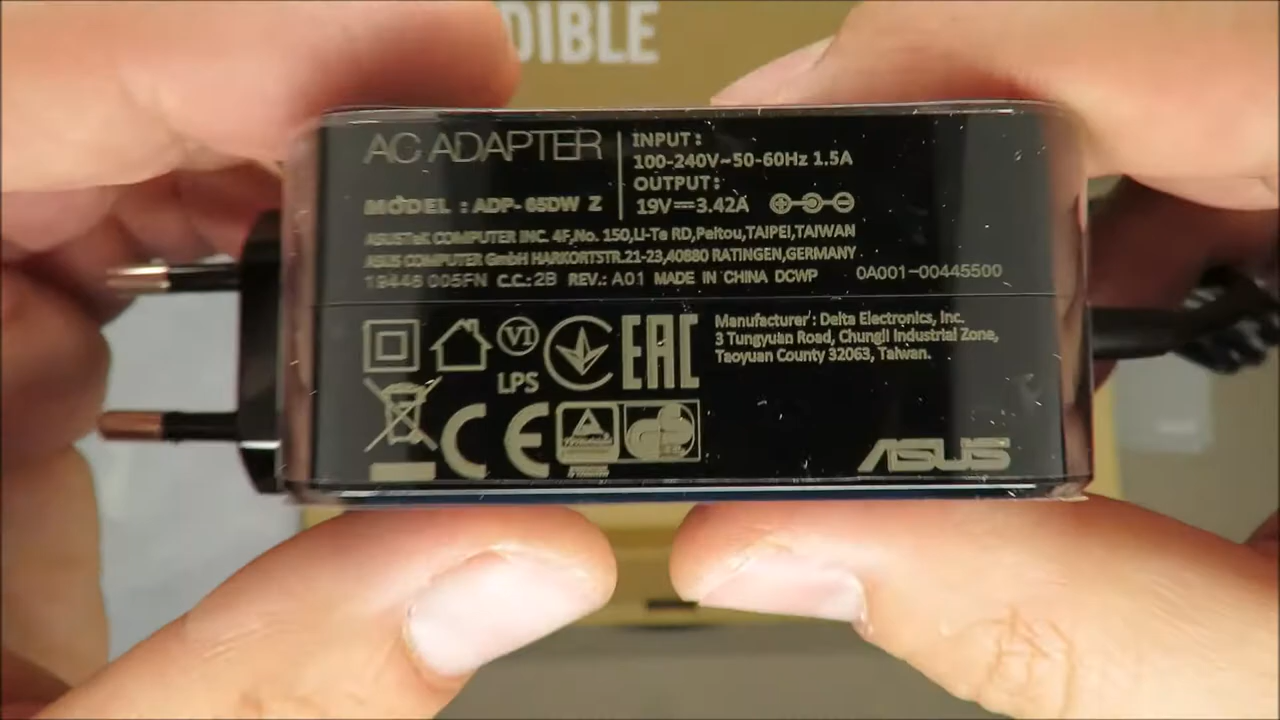 DIBLE
AC ADAPTER
MODEL : ADP-65DW Z
INPUT:
100-240V~50-60Hz 1.5A
OUTPUT:
19V⎓3.42A
ASUSTeK COMPUTER INC. 4F,No. 150,Li-Te RD,Peitou,TAIPEI,TAIWAN
ASUS COMPUTER GmbH HARKORTSTR.21-23,40880 RATINGEN,GERMANY
19448 005FN C.C.:2B REV.: A01 MADE IN CHINA DCWP 0A001-00445500
VI
LPS
EAC
Manufacturer : Delta Electronics, Inc.
3 Tungyuan Road, Chungli Industrial Zone,
Taoyuan County 32063, Taiwan.
CE
ASUS